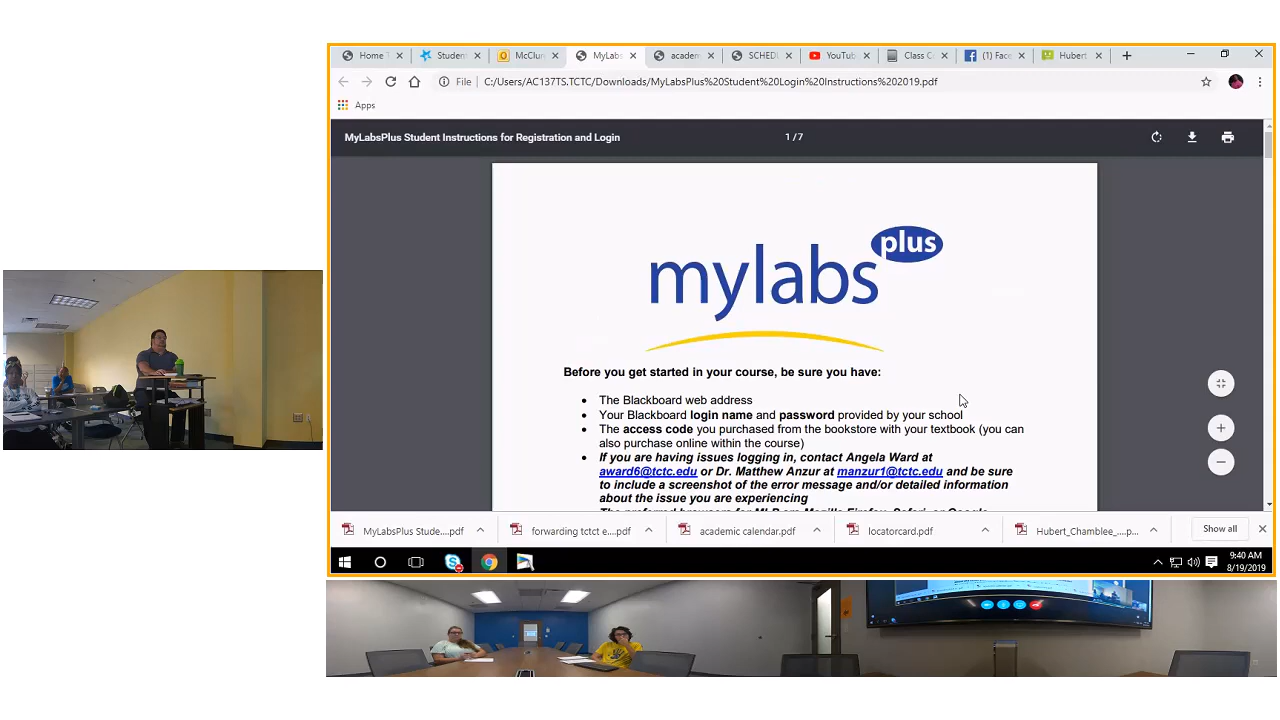 Home T
Student
McClur
MyLabs
academ
SCHEDU
YouTub
Class C
(1) Face
Hubert
File
C:/Users/AC137TS.TCTC/Downloads/MyLabsPlus%20Student%20Login%20Instructions%202019.pdf
Apps
MyLabsPlus Student Instructions for Registration and Login
1 / 7
mylabs plus
Before you get started in your course, be sure you have:
• The Blackboard web address
• Your Blackboard login name and password provided by your school
• The access code you purchased from the bookstore with your textbook (you can
also purchase online within the course)
• If you are having issues logging in, contact Angela Ward at
award6@tctc.edu or Dr. Matthew Anzur at manzur1@tctc.edu and be sure
to include a screenshot of the error message and/or detailed information
about the issue you are experiencing
MyLabsPlus Stude....pdf
forwarding tctct e....pdf
academic calendar.pdf
locatorcard.pdf
Hubert_Chamblee_....pdf
Show all
9:40 AM
8/19/2019